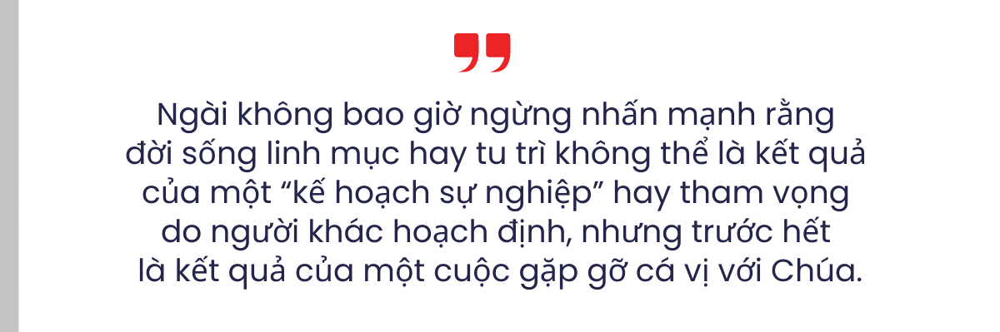 Ngài không bao giờ ngừng nhấn mạnh rằng
đời sống linh mục hay tu trì không thể là kết quả
của một “kế hoạch sự nghiệp” hay tham vọng
do người khác hoạch định, nhưng trước hết
là kết quả của một cuộc gặp gỡ cá vị với Chúa.